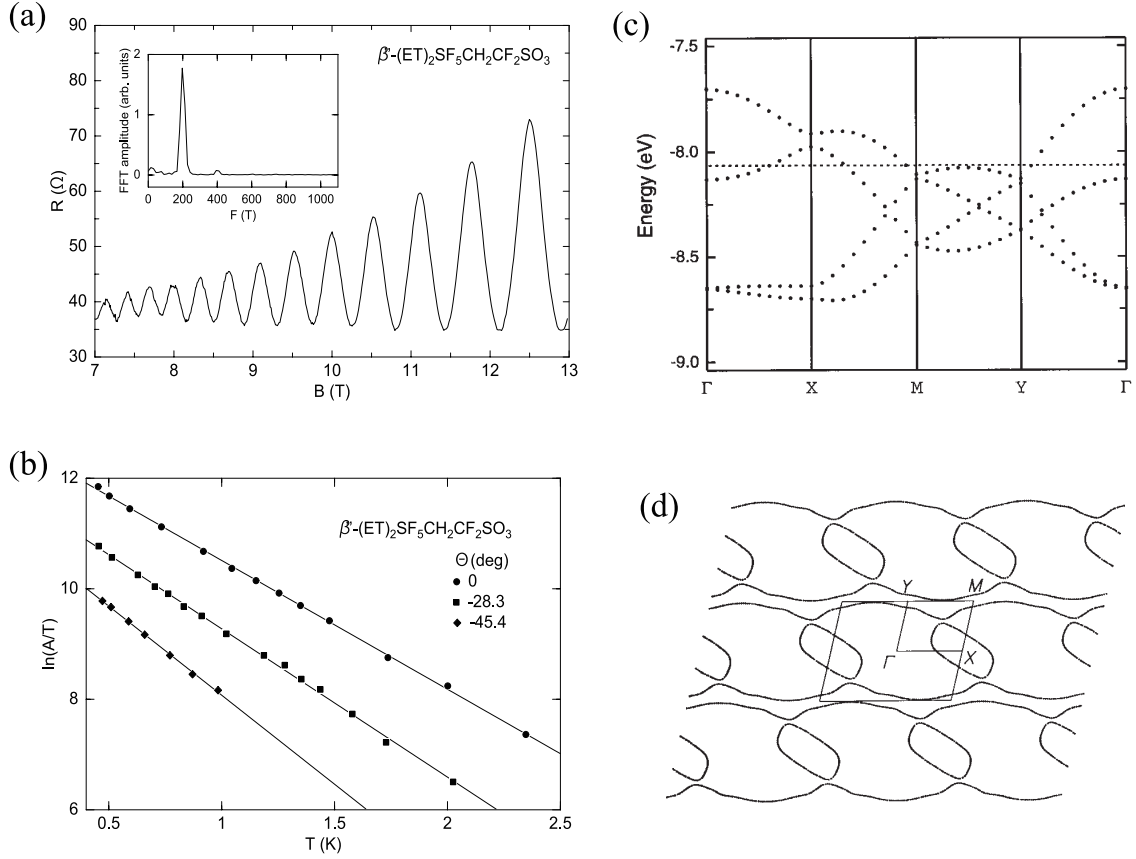 (a)
90
80
70
60
50
40
30
R (Ω)
β'-(ET)₂SF₅CH₂CF₂SO₃
2
1
0
FFT amplitude (arb. units)
0 200 400 600 800 1000
F (T)
7 8 9 10 11 12 13
B (T)
(b)
12
10
8
6
ln(A/T)
β'-(ET)₂SF₅CH₂CF₂SO₃
Θ (deg)
0
-28.3
-45.4
0.5 1 1.5 2 2.5
T (K)
(c)
-7.5
-8.0
-8.5
-9.0
Energy (eV)
Γ X M Y Γ
(d)
Y M
Γ X